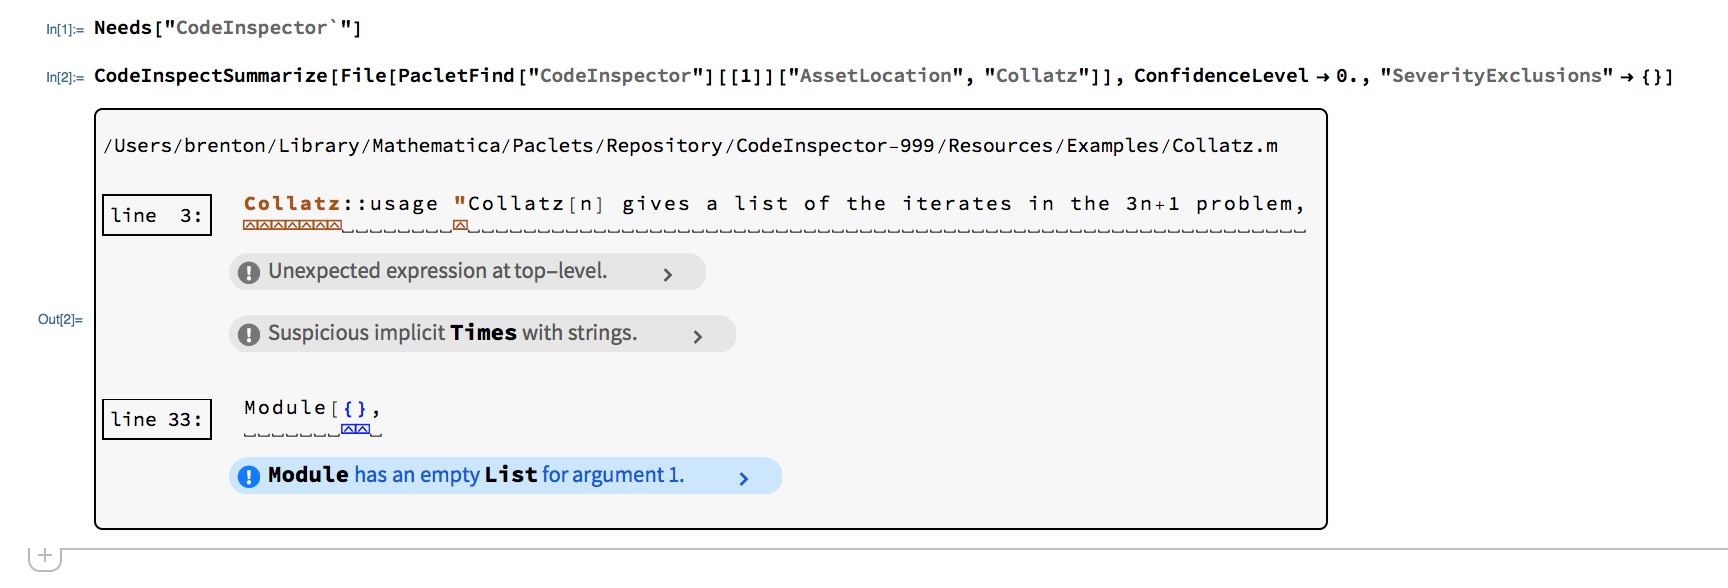 In[1]:= Needs["CodeInspector`"]
In[2]:= CodeInspectSummarize[File[PacletFind["CodeInspector"][[1]]["AssetLocation", "Collatz"]], ConfidenceLevel → 0., "SeverityExclusions" → {}]
/Users/brenton/Library/Mathematica/Paclets/Repository/CodeInspector-999/Resources/Examples/Collatz.m
line 3: Collatz::usage "Collatz[n] gives a list of the iterates in the 3n+1 problem,
Unexpected expression at top-level.
Out[2]=
Suspicious implicit Times with strings.
line 33: Module[{},
Module has an empty List for argument 1.